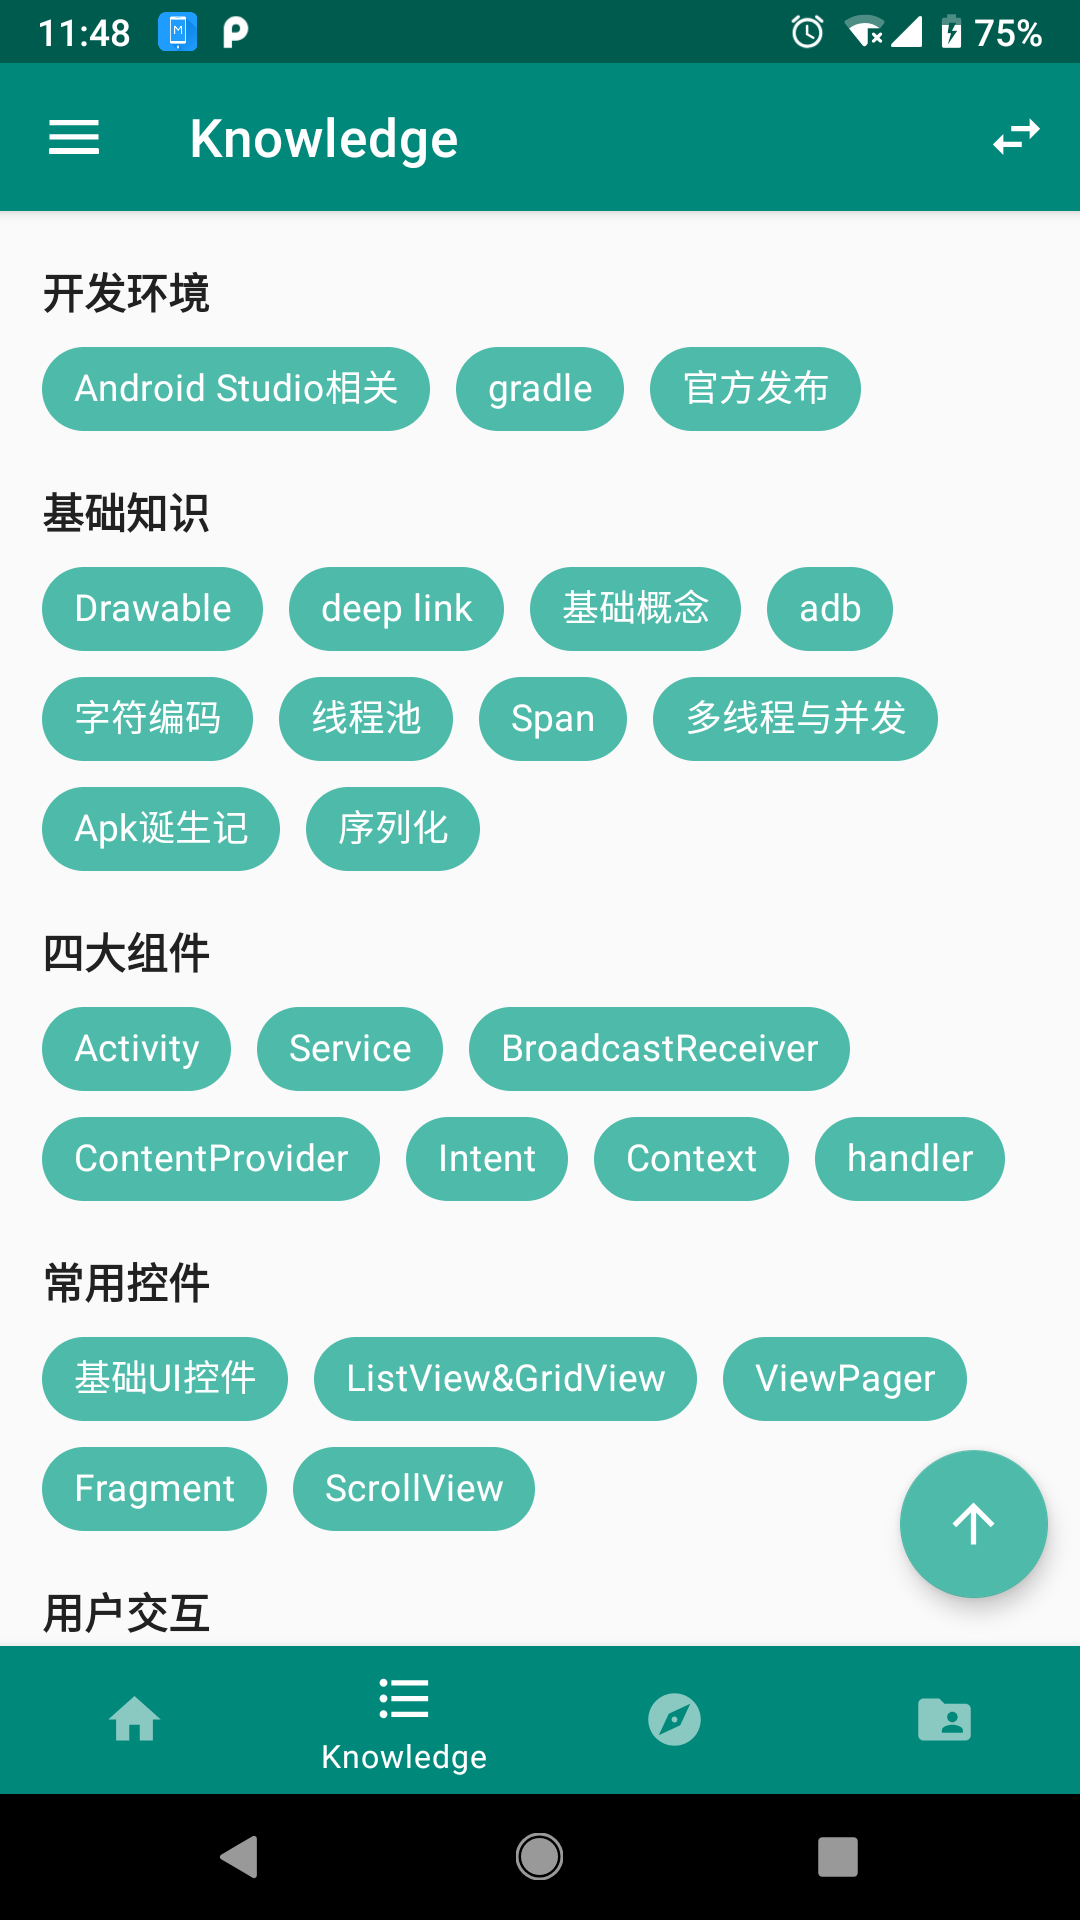 11:48 75%
Knowledge
开发环境
Android Studio相关 gradle 官方发布
基础知识
Drawable deep link 基础概念 adb
字符编码 线程池 Span 多线程与并发
Apk诞生记 序列化
四大组件
Activity Service BroadcastReceiver
ContentProvider Intent Context handler
常用控件
基础UI控件 ListView&GridView ViewPager
Fragment ScrollView
用户交互
Knowledge